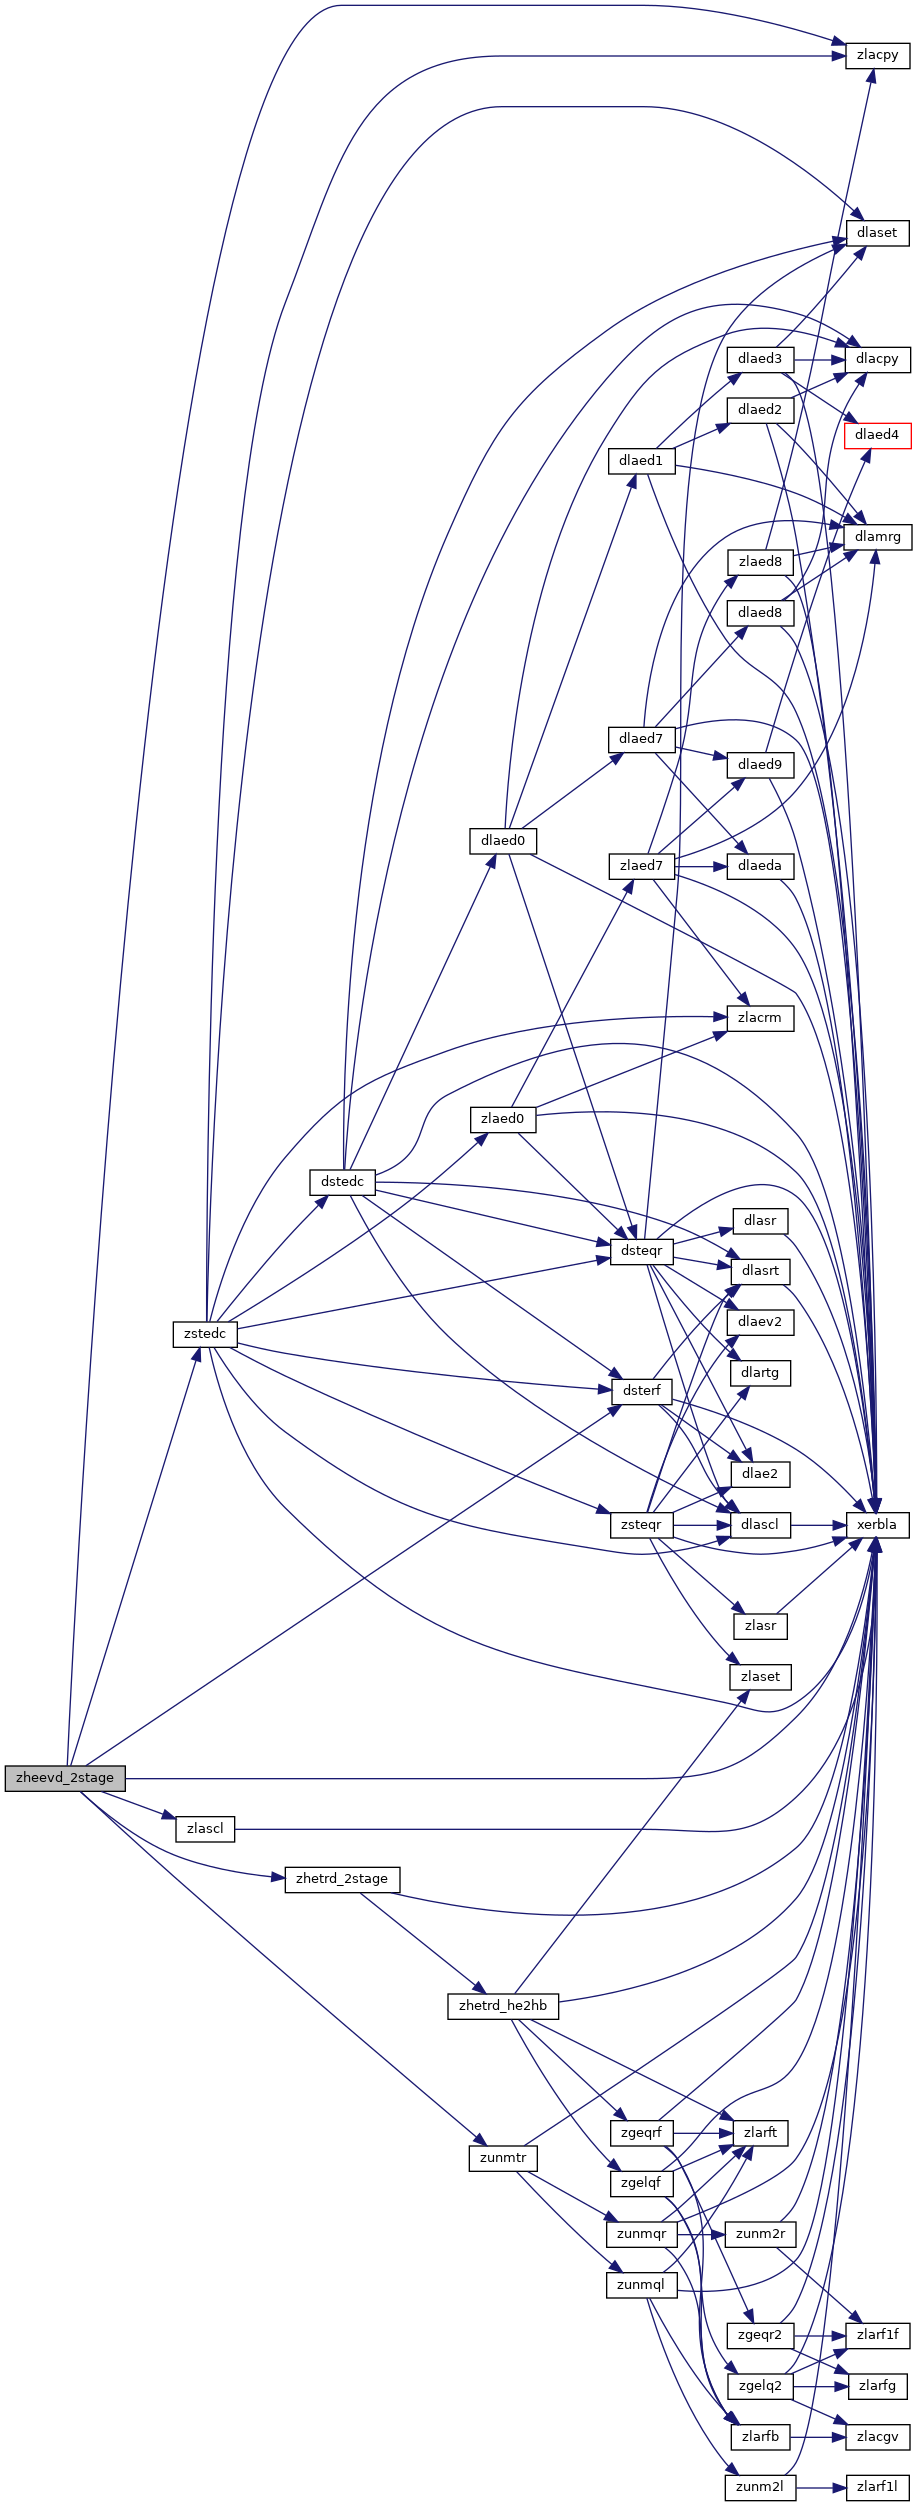 zlacpy
dlaset
dlaed3
dlacpy
dlaed2
dlaed4
dlaed1
dlamrg
zlaed8
dlaed8
dlaed7
dlaed9
dlaed0
zlaed7
dlaeda
zlacrm
zlaed0
dstedc
dlasr
dsteqr
dlasrt
zstedc
dlaev2
dlartg
dsterf
dlae2
zsteqr
dlascl
xerbla
zlasr
zlaset
zheevd_2stage
zlascl
zhetrd_2stage
zhetrd_he2hb
zgeqrf
zlarft
zunmtr
zgelqf
zunmqr
zunm2r
zunmql
zgeqr2
zlarf1f
zgelq2
zlarfg
zlarfb
zlacgv
zunm2l
zlarf1l